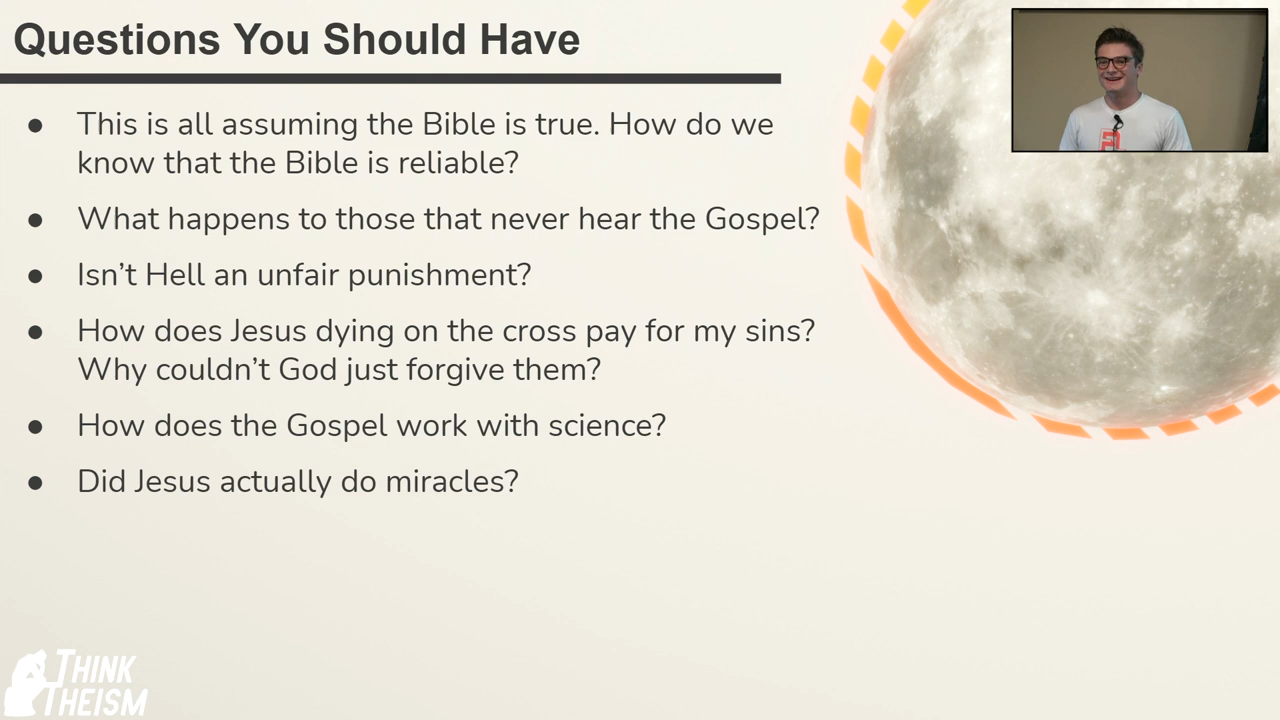 Questions You Should Have
● This is all assuming the Bible is true. How do we
know that the Bible is reliable?
● What happens to those that never hear the Gospel?
● Isn’t Hell an unfair punishment?
● How does Jesus dying on the cross pay for my sins?
Why couldn’t God just forgive them?
● How does the Gospel work with science?
● Did Jesus actually do miracles?
THINK
THEISM